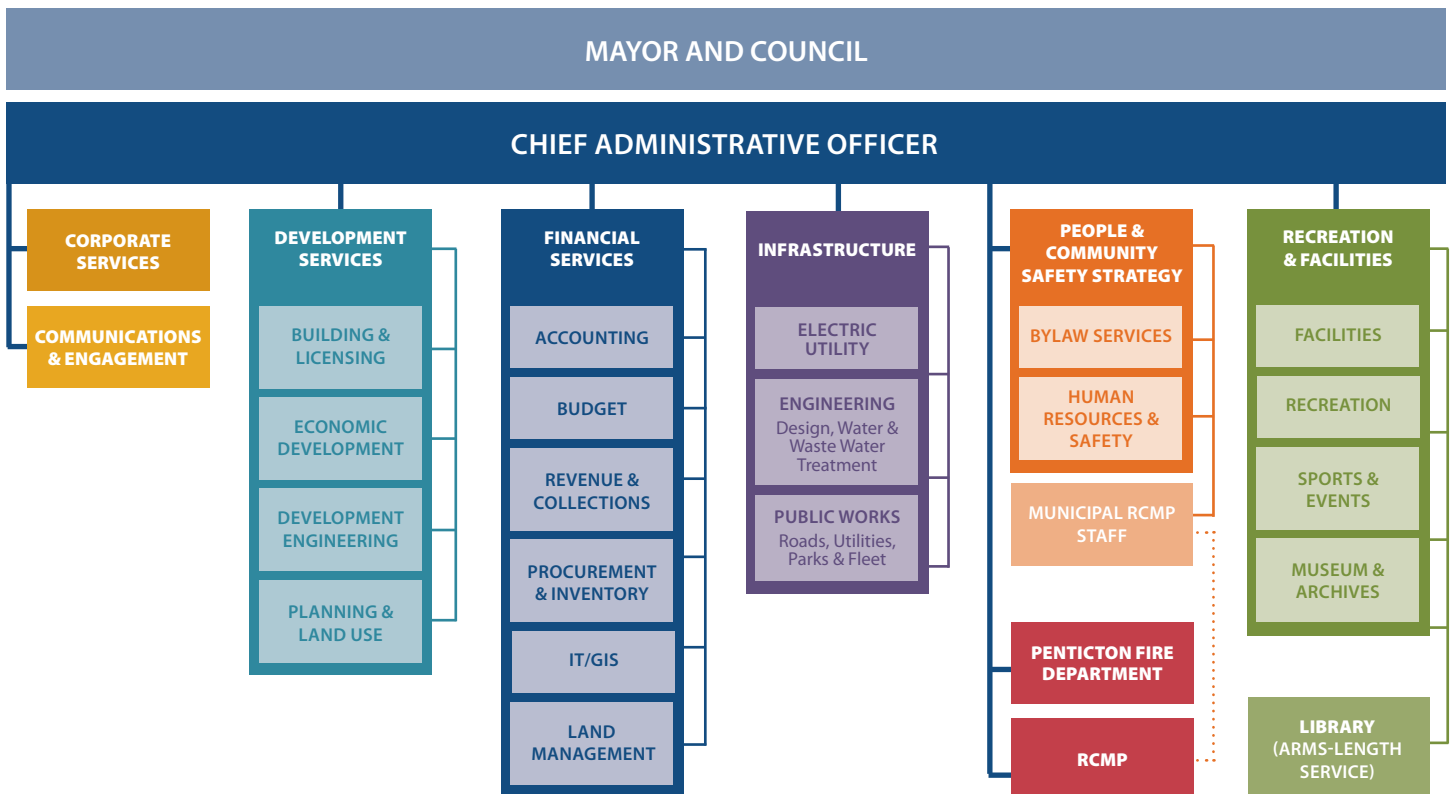 MAYOR AND COUNCIL
CHIEF ADMINISTRATIVE OFFICER
CORPORATE
SERVICES
COMMUNICATIONS
& ENGAGEMENT
DEVELOPMENT
SERVICES
BUILDING &
LICENSING
ECONOMIC
DEVELOPMENT
DEVELOPMENT
ENGINEERING
PLANNING &
LAND USE
FINANCIAL
SERVICES
ACCOUNTING
BUDGET
REVENUE &
COLLECTIONS
PROCUREMENT
& INVENTORY
IT/GIS
LAND
MANAGEMENT
INFRASTRUCTURE
ELECTRIC
UTILITY
ENGINEERING
Design, Water &
Waste Water
Treatment
PUBLIC WORKS
Roads, Utilities,
Parks & Fleet
PEOPLE &
COMMUNITY
SAFETY STRATEGY
BYLAW SERVICES
HUMAN
RESOURCES &
SAFETY
MUNICIPAL RCMP
STAFF
PENTICTON FIRE
DEPARTMENT
RCMP
RECREATION
& FACILITIES
FACILITIES
RECREATION
SPORTS &
EVENTS
MUSEUM &
ARCHIVES
LIBRARY
(ARMS-LENGTH
SERVICE)